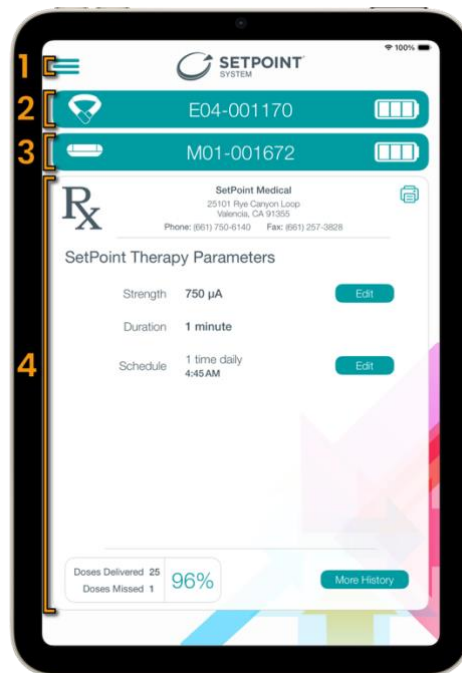 100%
1
SETPOINT
SYSTEM
2
E04-001170
3
M01-001672
4
Rx
SetPoint Medical
25101 Rye Canyon Loop
Valencia, CA 91355
Phone: (661) 750-6140 Fax: (661) 257-3828
SetPoint Therapy Parameters
Strength 750 µA Edit
Duration 1 minute
Schedule 1 time daily Edit
4:45 AM
Doses Delivered 25
Doses Missed 1
96%
More History